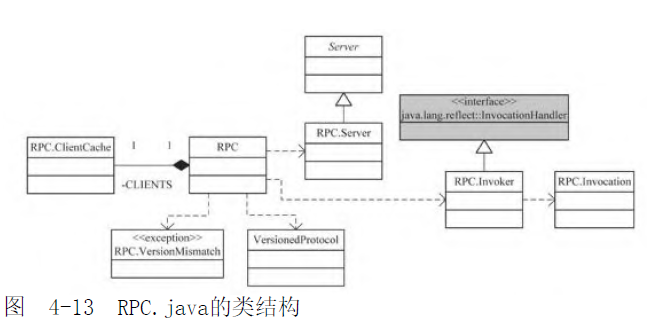 Server
<<interface>>
java.lang.reflect::InvocationHandler
RPC.ClientCache
1
1
RPC
RPC.Server
-CLIENTS
RPC.Invoker
RPC.Invocation
<<exception>>
RPC.VersionMismatch
VersionedProtocol
图 4-13 RPC.java的类结构